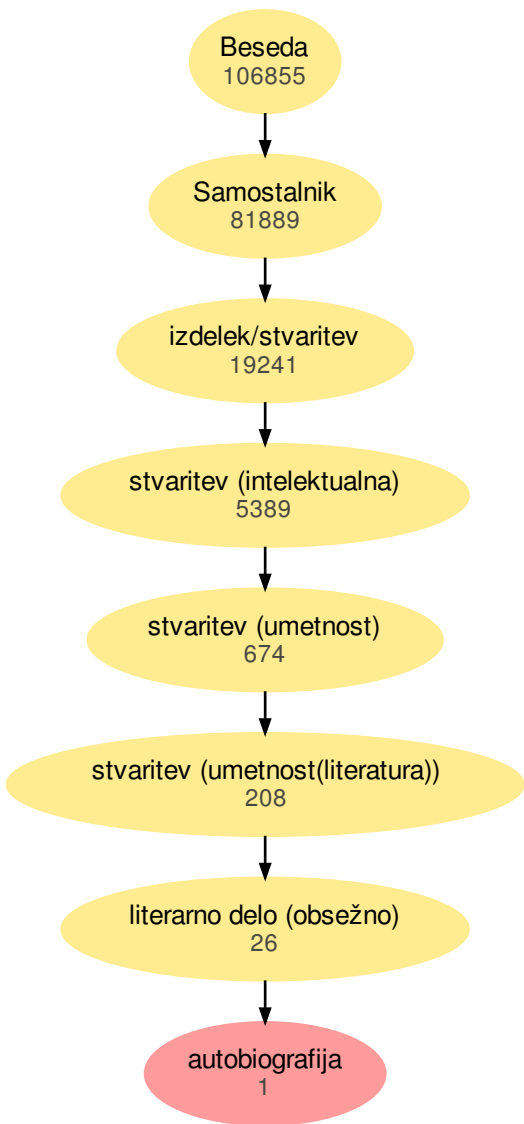 Beseda
106855
Samostalnik
81889
izdelek/stvaritev
19241
stvaritev (intelektualna)
5389
stvaritev (umetnost)
674
stvaritev (umetnost(literatura))
208
literarno delo (obsežno)
26
autobiografija
1